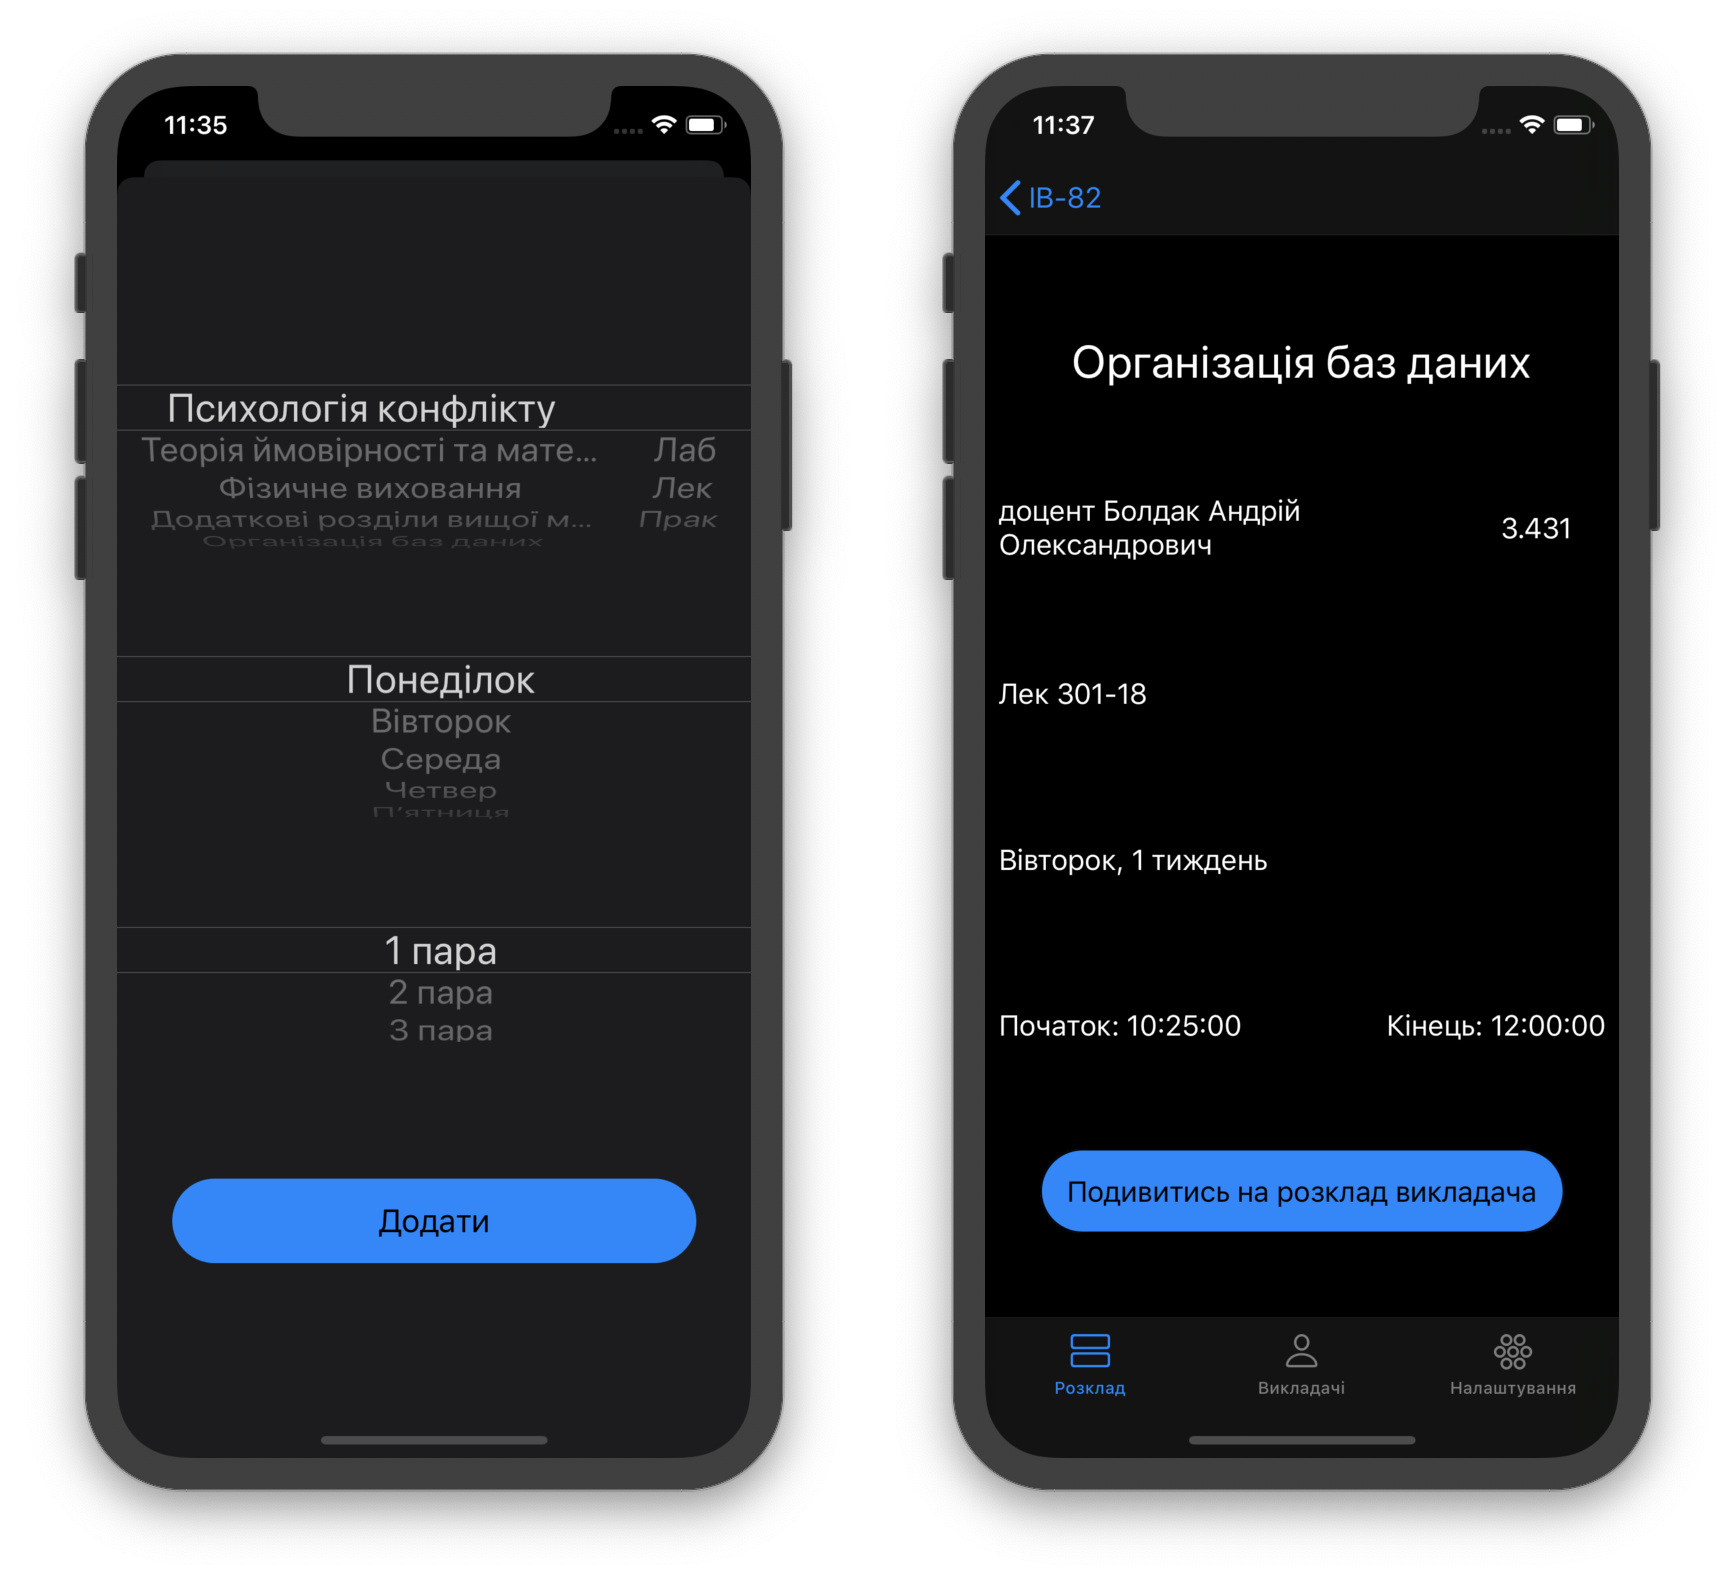 11:35
Психологія конфлікту
Теорія ймовірності та мате... Лаб
Фізичне виховання Лек
Додаткові розділи вищої м... Прак
Організація баз даних
Понеділок
Вівторок
Середа
Четвер
П'ятниця
1 пара
2 пара
3 пара
Додати
11:37
ІВ-82
Організація баз даних
доцент Болдак Андрій
Олександрович
3.431
Лек 301-18
Вівторок, 1 тиждень
Початок: 10:25:00 Кінець: 12:00:00
Подивитись на розклад викладача
Розклад Викладачі Налаштування